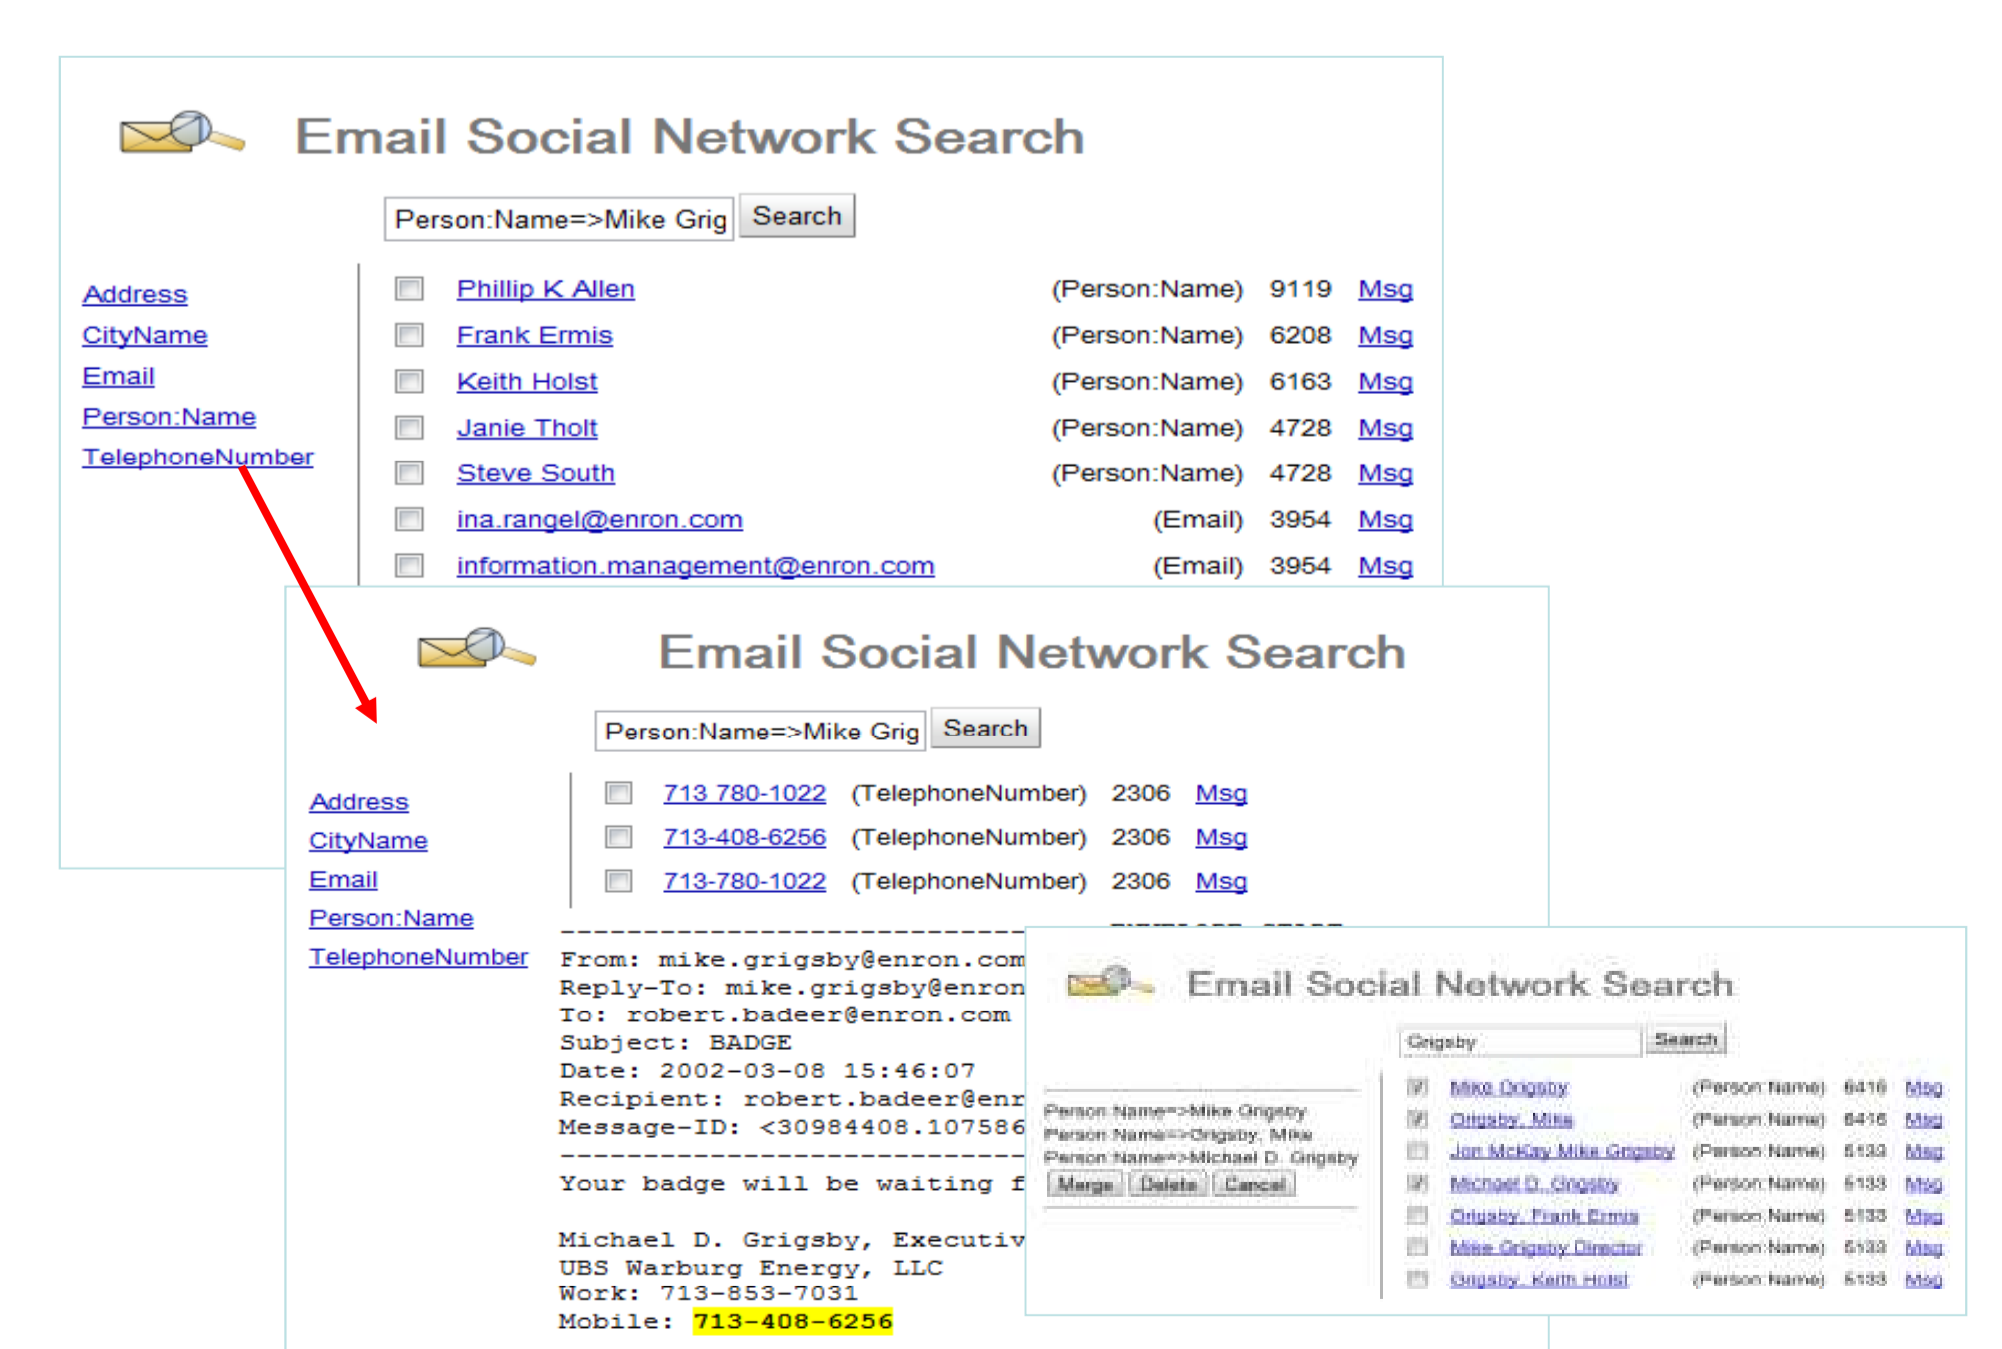 Email Social Network Search
Person:Name=>Mike Grig Search
Address
CityName
Email
Person:Name
TelephoneNumber
Phillip K Allen (Person:Name) 9119 Msg
Frank Ermis (Person:Name) 6208 Msg
Keith Holst (Person:Name) 6163 Msg
Janie Tholt (Person:Name) 4728 Msg
Steve South (Person:Name) 4728 Msg
ina.rangel@enron.com (Email) 3954 Msg
information.management@enron.com (Email) 3954 Msg
Email Social Network Search
Person:Name=>Mike Grig Search
Address
CityName
Email
Person:Name
TelephoneNumber
713 780-1022 (TelephoneNumber) 2306 Msg
713-408-6256 (TelephoneNumber) 2306 Msg
713-780-1022 (TelephoneNumber) 2306 Msg
From: mike.grigsby@enron.com
Reply-To: mike.grigsby@enron
To: robert.badeer@enron.com
Subject: BADGE
Date: 2002-03-08 15:46:07
Recipient: robert.badeer@enr
Message-ID: <30984408.107586
Your badge will be waiting f
Michael D. Grigsby, Executiv
UBS Warburg Energy, LLC
Work: 713-853-7031
Mobile: 713-408-6256
Email Social Network Search
Grigsby Search
Person:Name=>Mike Grigsby
Person:Name=>Grigsby, Mike
Person:Name=>Michael D. Grigsby
Merge Delete Cancel
Mike Grigsby (Person:Name) 6416 Msg
Grigsby, Mike (Person:Name) 6416 Msg
Jon McKay Mike Grigsby (Person:Name) 5133 Msg
Michael D. Grigsby (Person:Name) 5133 Msg
Grigsby, Frank Ermis (Person:Name) 5133 Msg
Mike Grigsby Director (Person:Name) 5133 Msg
Grigsby, Keith Holst (Person:Name) 5133 Msg